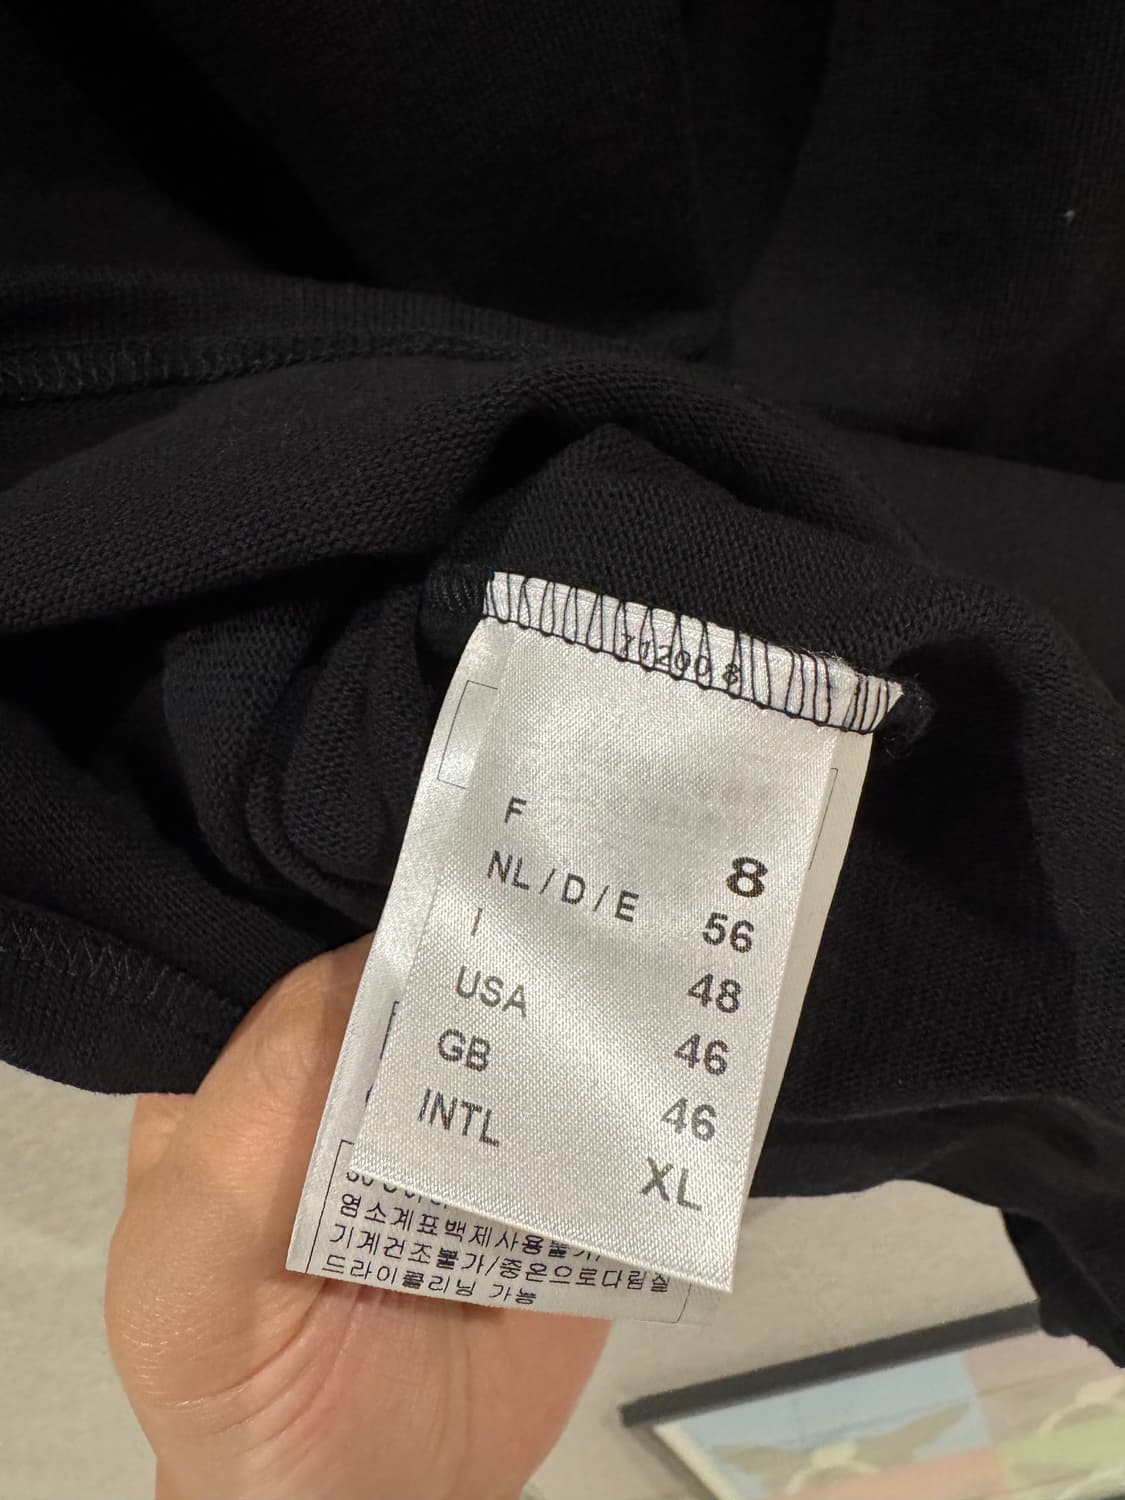 71200 8
F 8
NL / D / E 56
I 48
USA 46
GB 46
INTL XL
염소계표백제사용불가/
기계건조불가/중온으로다림질
드라이클리닝 가능